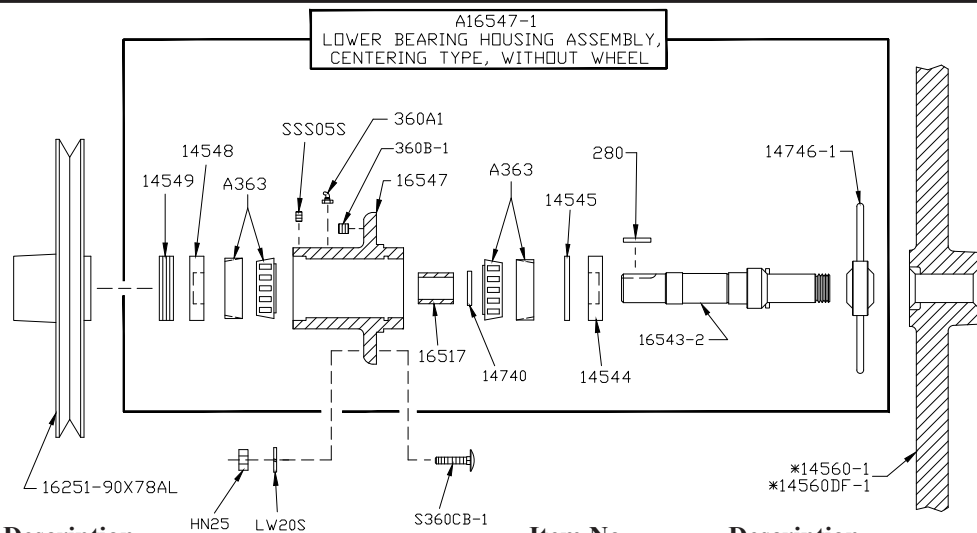 A16547-1
LOWER BEARING HOUSING ASSEMBLY,
CENTERING TYPE, WITHOUT WHEEL
SSS05S
360A1
14548
360B-1
280
14746-1
14549
A363
16547
A363
14545
16517
16543-2
14740
14544
16251-90X78AL
*14560-1
*14560DF-1
HN25
LW20S
S360CB-1
Description
Item No
Description